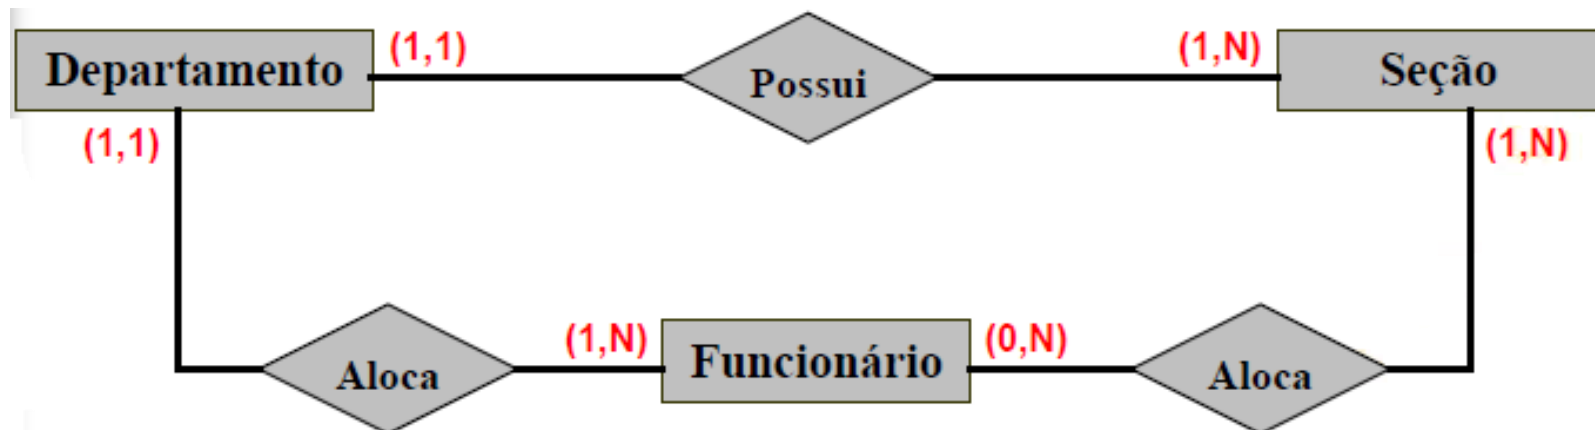 Departamento
(1,1)
Possui
(1,N)
Seção
(1,1)
(1,N)
Aloca
(1,N)
Funcionário
(0,N)
Aloca